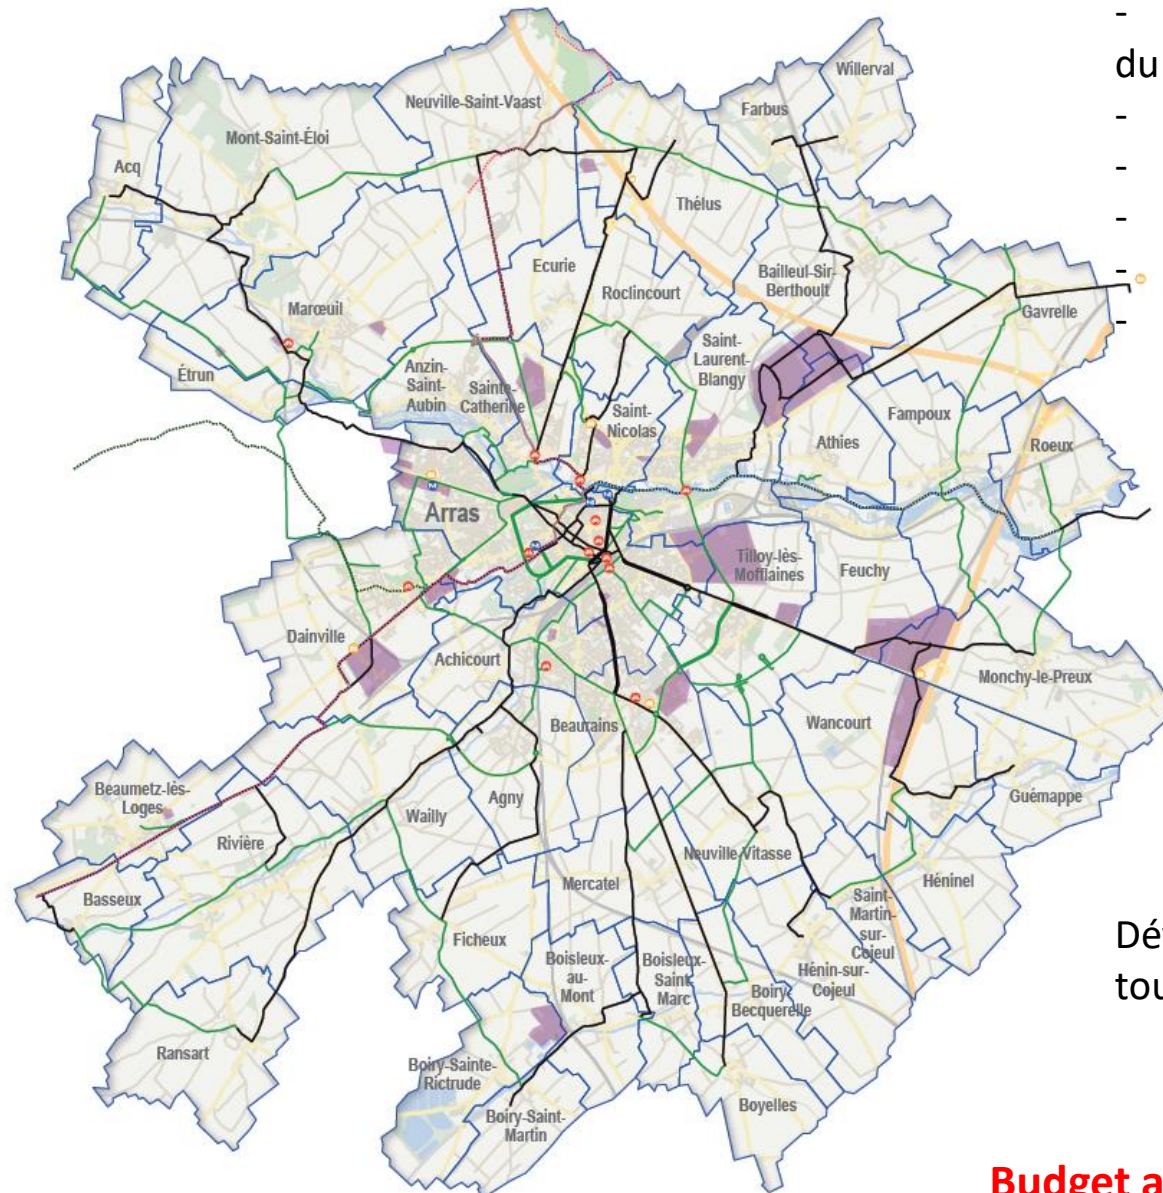 -
du
-
-
-
-
-
Willerval
Neuville-Saint-Vaast
Farbus
Mont-Saint-Éloi
Acq
Thélus
Ecurie
Bailleul-Sir-
Berthoult
Roclincourt
Marœuil
Gavrelle
Saint-
Laurent-
Blangy
Anzin-
Saint-
Aubin
Étrun
Sainte-
Catherine
Saint-
Nicolas
Fampoux
Athies
Roeux
Arras
Tilloy-lès-
Mofflaines
Feuchy
Dainville
Achicourt
Monchy-le-Preux
Beaurains
Wancourt
Beaumetz-lès-
Loges
Agny
Guémappe
Wailly
Rivière
Neuville-Vitasse
Mercatel
Héninel
Basseux
Saint-
Martin-
sur-
Cojeul
Ficheux
Boisleux-
au-
Mont
Boisleux-
Saint-
Marc
Hénin-sur-
Cojeul
Boiry-
Becquerelle
Dé
tou
Ransart
Boiry-Sainte-
Rictrude
Boiry-Saint-
Martin
Boyelles
Budget a